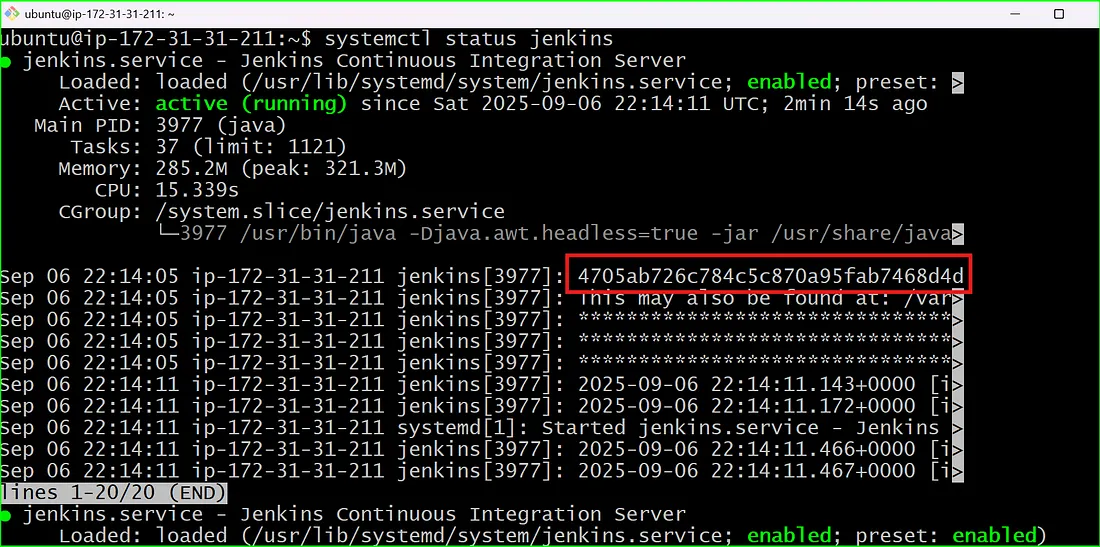 ubuntu@ip-172-31-31-211: ~
ubuntu@ip-172-31-31-211:~$ systemctl status jenkins
● jenkins.service - Jenkins Continuous Integration Server
Loaded: loaded (/usr/lib/systemd/system/jenkins.service; enabled; preset: >
Active: active (running) since Sat 2025-09-06 22:14:11 UTC; 2min 14s ago
Main PID: 3977 (java)
Tasks: 37 (limit: 1121)
Memory: 285.2M (peak: 321.3M)
CPU: 15.339s
CGroup: /system.slice/jenkins.service
└─3977 /usr/bin/java -Djava.awt.headless=true -jar /usr/share/java>
Sep 06 22:14:05 ip-172-31-31-211 jenkins[3977]: 4705ab726c784c5c870a95fab7468d4d
Sep 06 22:14:05 ip-172-31-31-211 jenkins[3977]: This may also be found at: /var>
Sep 06 22:14:05 ip-172-31-31-211 jenkins[3977]: *******************************>
Sep 06 22:14:05 ip-172-31-31-211 jenkins[3977]: *******************************>
Sep 06 22:14:05 ip-172-31-31-211 jenkins[3977]: *******************************>
Sep 06 22:14:11 ip-172-31-31-211 jenkins[3977]: 2025-09-06 22:14:11.143+0000 [i>
Sep 06 22:14:11 ip-172-31-31-211 jenkins[3977]: 2025-09-06 22:14:11.172+0000 [i>
Sep 06 22:14:11 ip-172-31-31-211 systemd[1]: Started jenkins.service - Jenkins >
Sep 06 22:14:11 ip-172-31-31-211 jenkins[3977]: 2025-09-06 22:14:11.466+0000 [i>
Sep 06 22:14:11 ip-172-31-31-211 jenkins[3977]: 2025-09-06 22:14:11.467+0000 [i>
lines 1-20/20 (END)
● jenkins.service - Jenkins Continuous Integration Server
Loaded: loaded (/usr/lib/systemd/system/jenkins.service; enabled; preset: enabled)